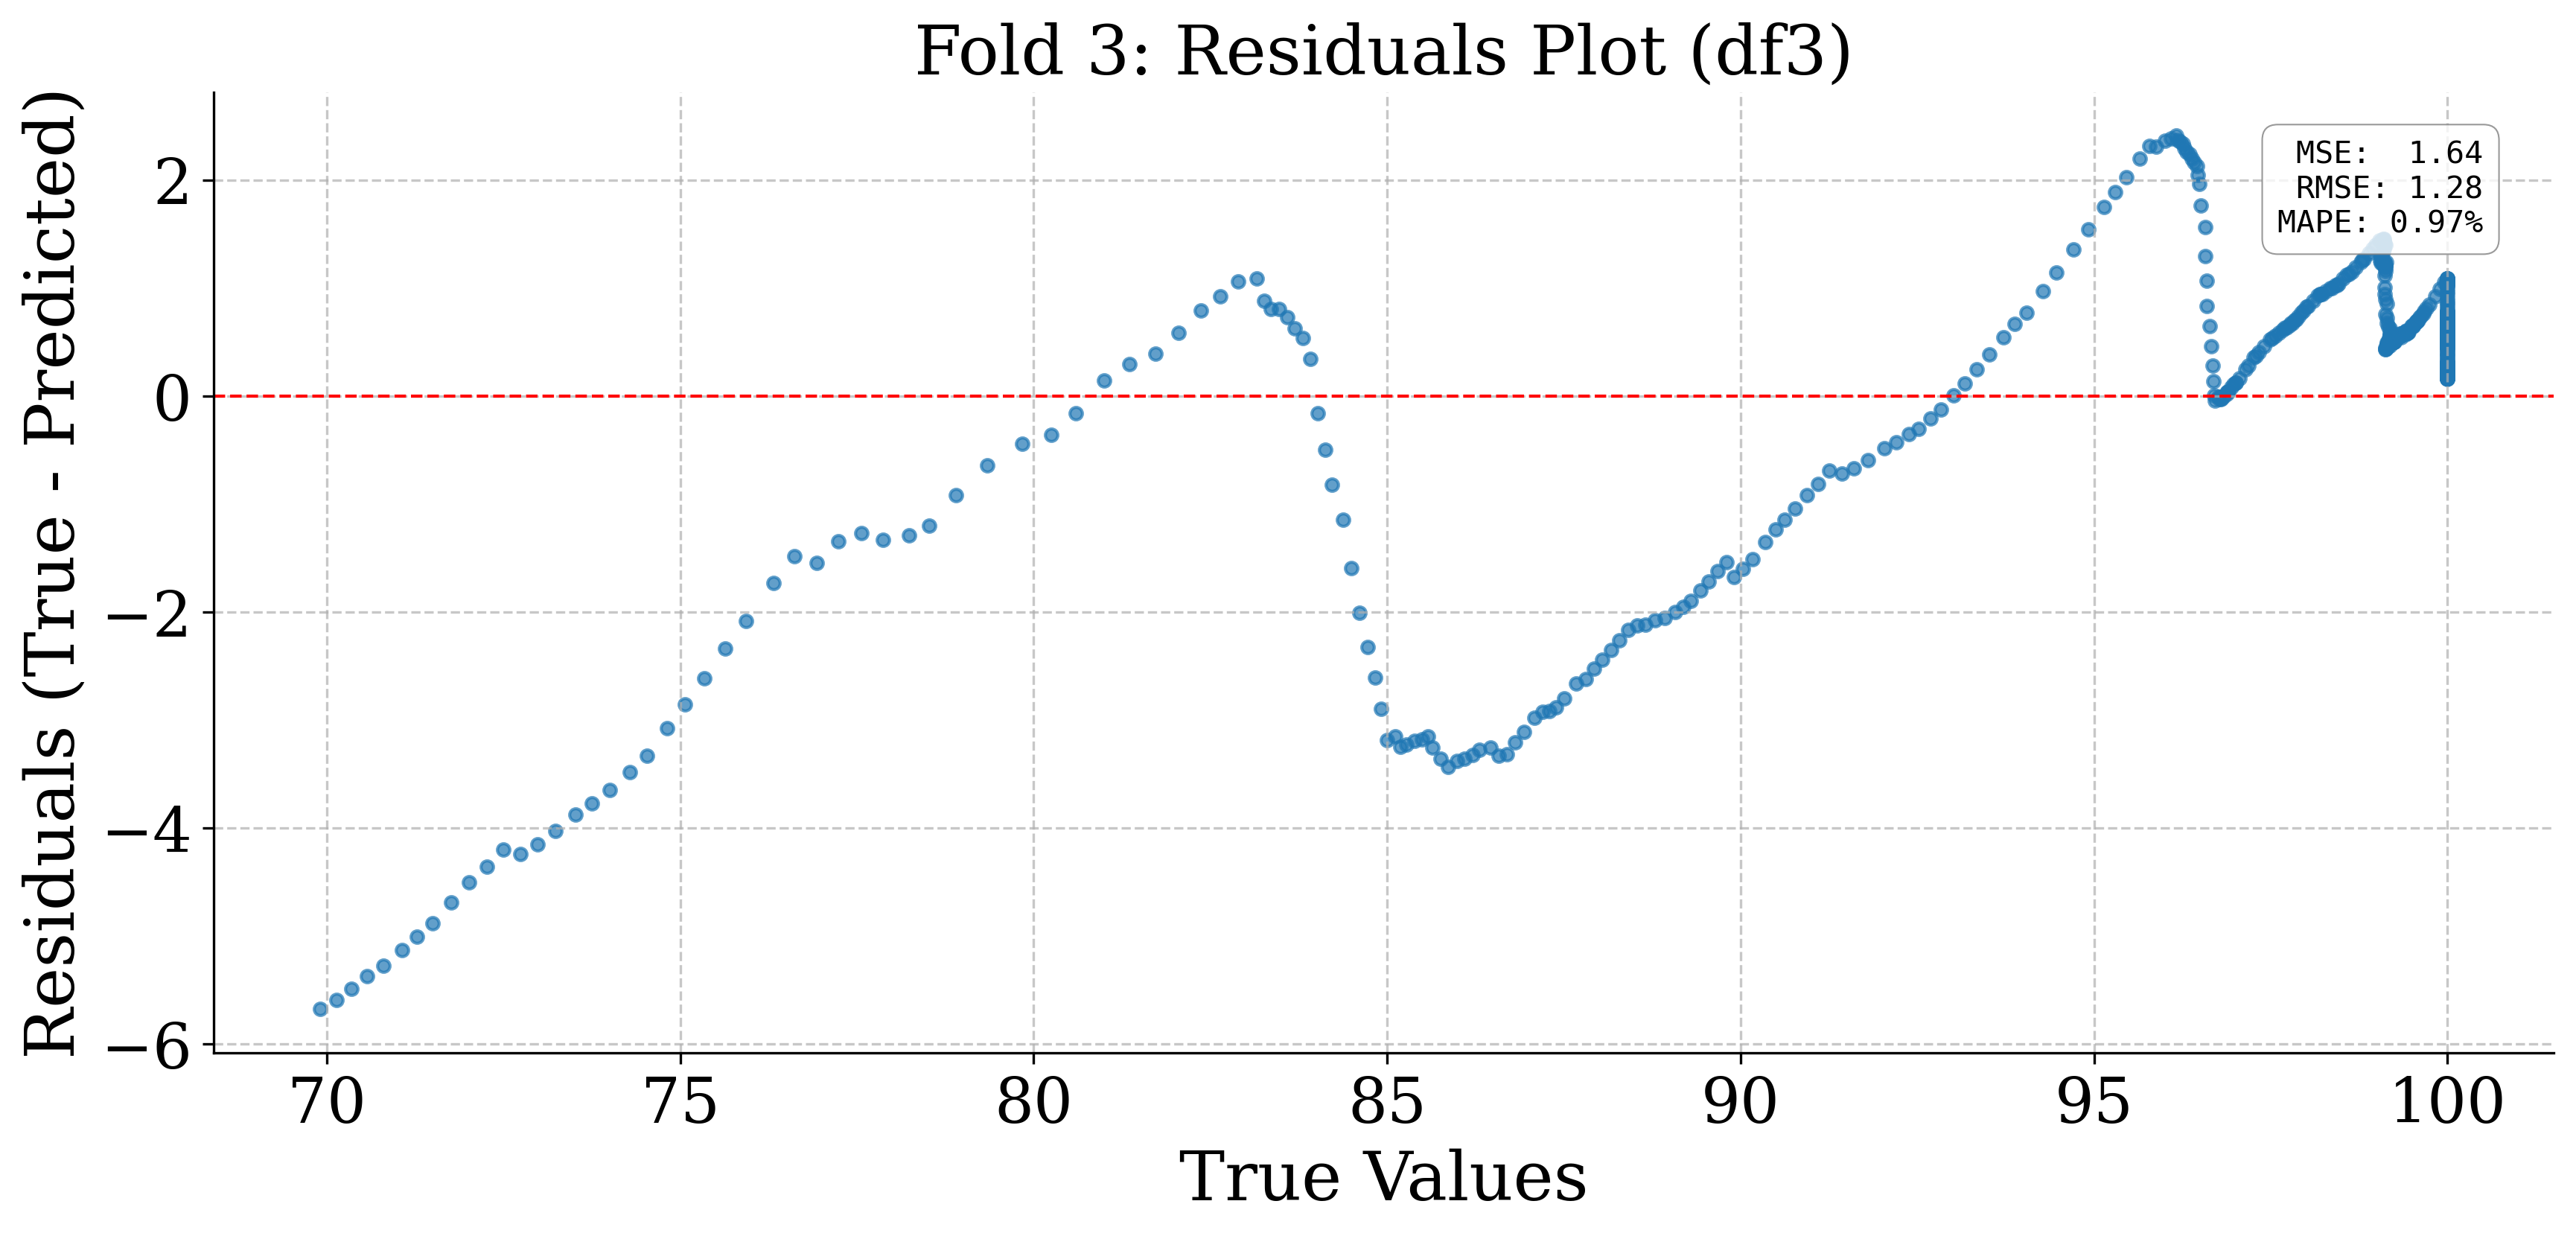 Fold 3: Residuals Plot (df3)
Residuals (True - Predicted)
2
0
−2
−4
−6
MSE: 1.64
RMSE: 1.28
MAPE: 0.97%
70 75 80 85 90 95 100
True Values